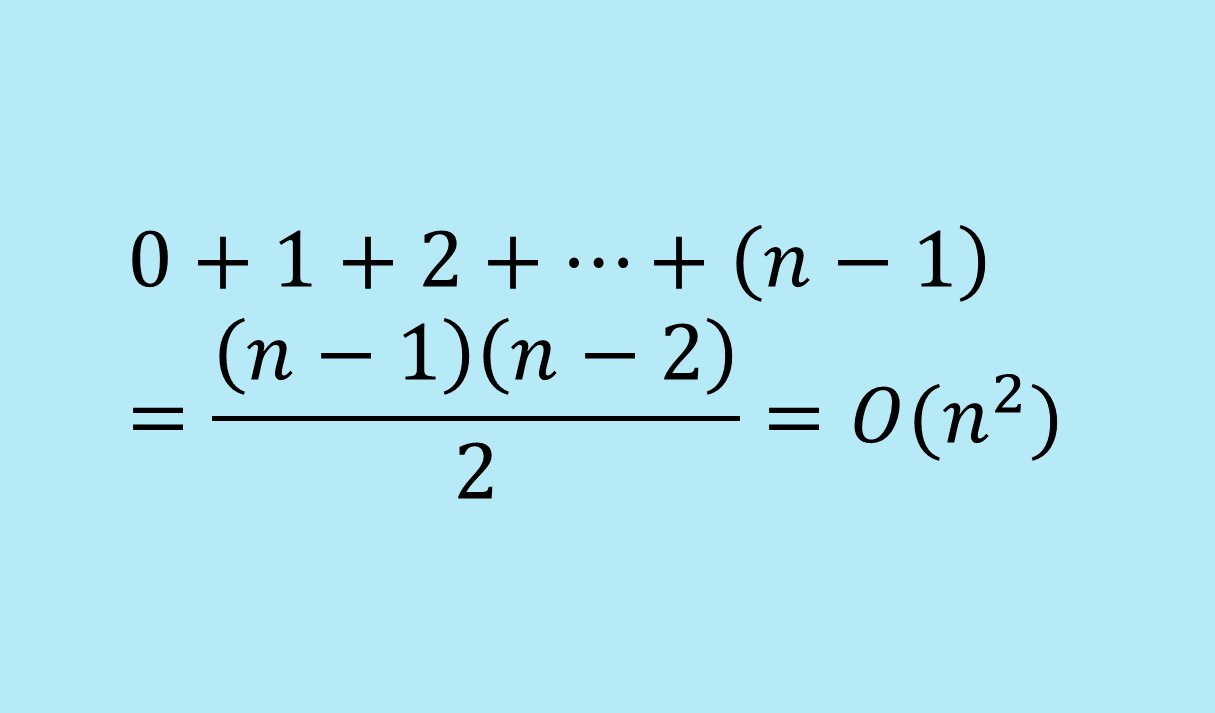 0 + 1 + 2 + ⋯ + (n − 1)
= (n − 1)(n − 2) / 2 = O(n²)